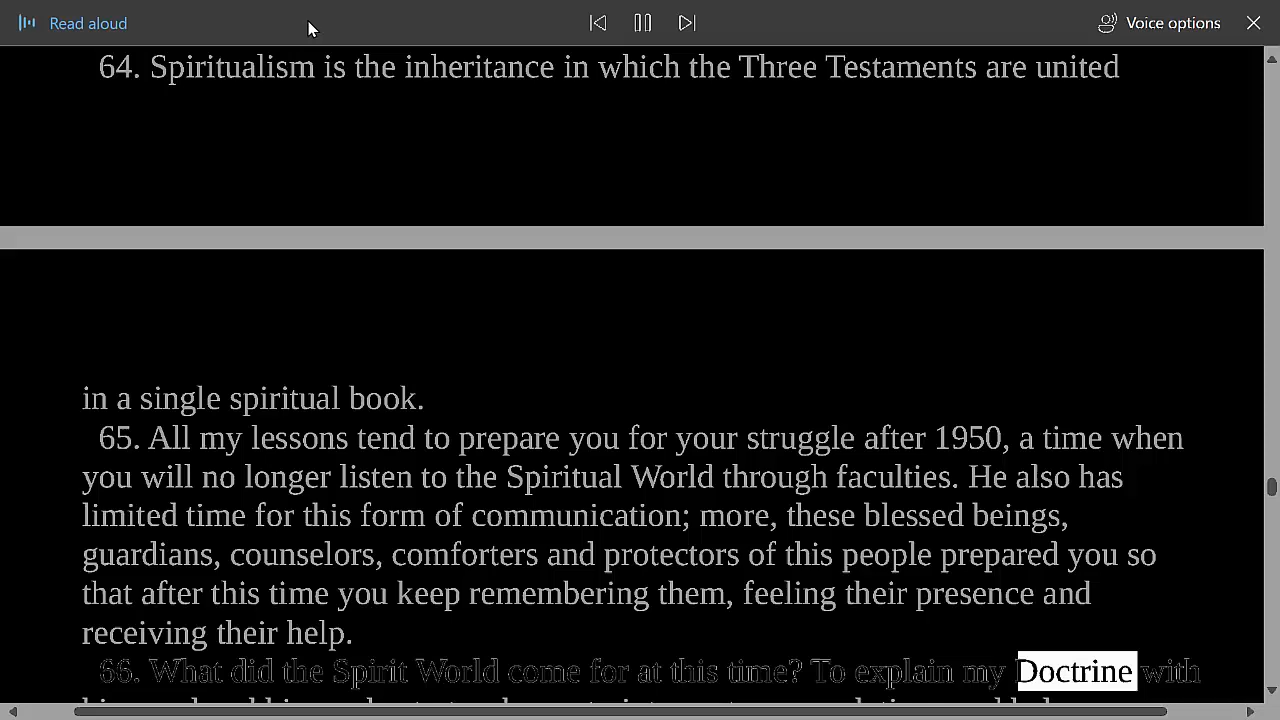 Read aloud
Voice options
64. Spiritualism is the inheritance in which the Three Testaments are united
in a single spiritual book.
65. All my lessons tend to prepare you for your struggle after 1950, a time when
you will no longer listen to the Spiritual World through faculties. He also has
limited time for this form of communication; more, these blessed beings,
guardians, counselors, comforters and protectors of this people prepared you so
that after this time you keep remembering them, feeling their presence and
receiving their help.
66. What did the Spirit World come for at this time? To explain my Doctrine with